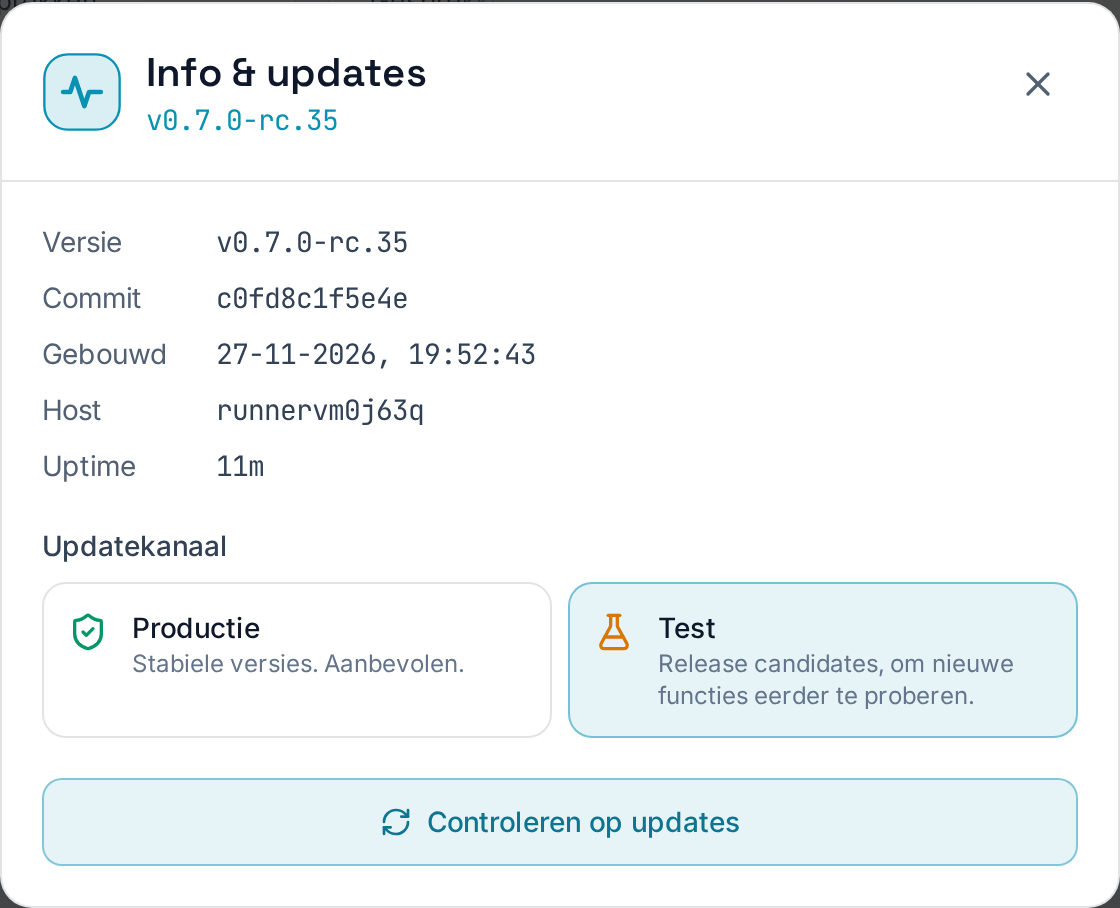 Info & updates
v0.7.0-rc.35
Versie v0.7.0-rc.35
Commit c0fd8c1f5e4e
Gebouwd 27-11-2026, 19:52:43
Host runnervm0j63q
Uptime 11m
Updatekanaal
Productie
Stabiele versies. Aanbevolen.
Test
Release candidates, om nieuwe
functies eerder te proberen.
Controleren op updates